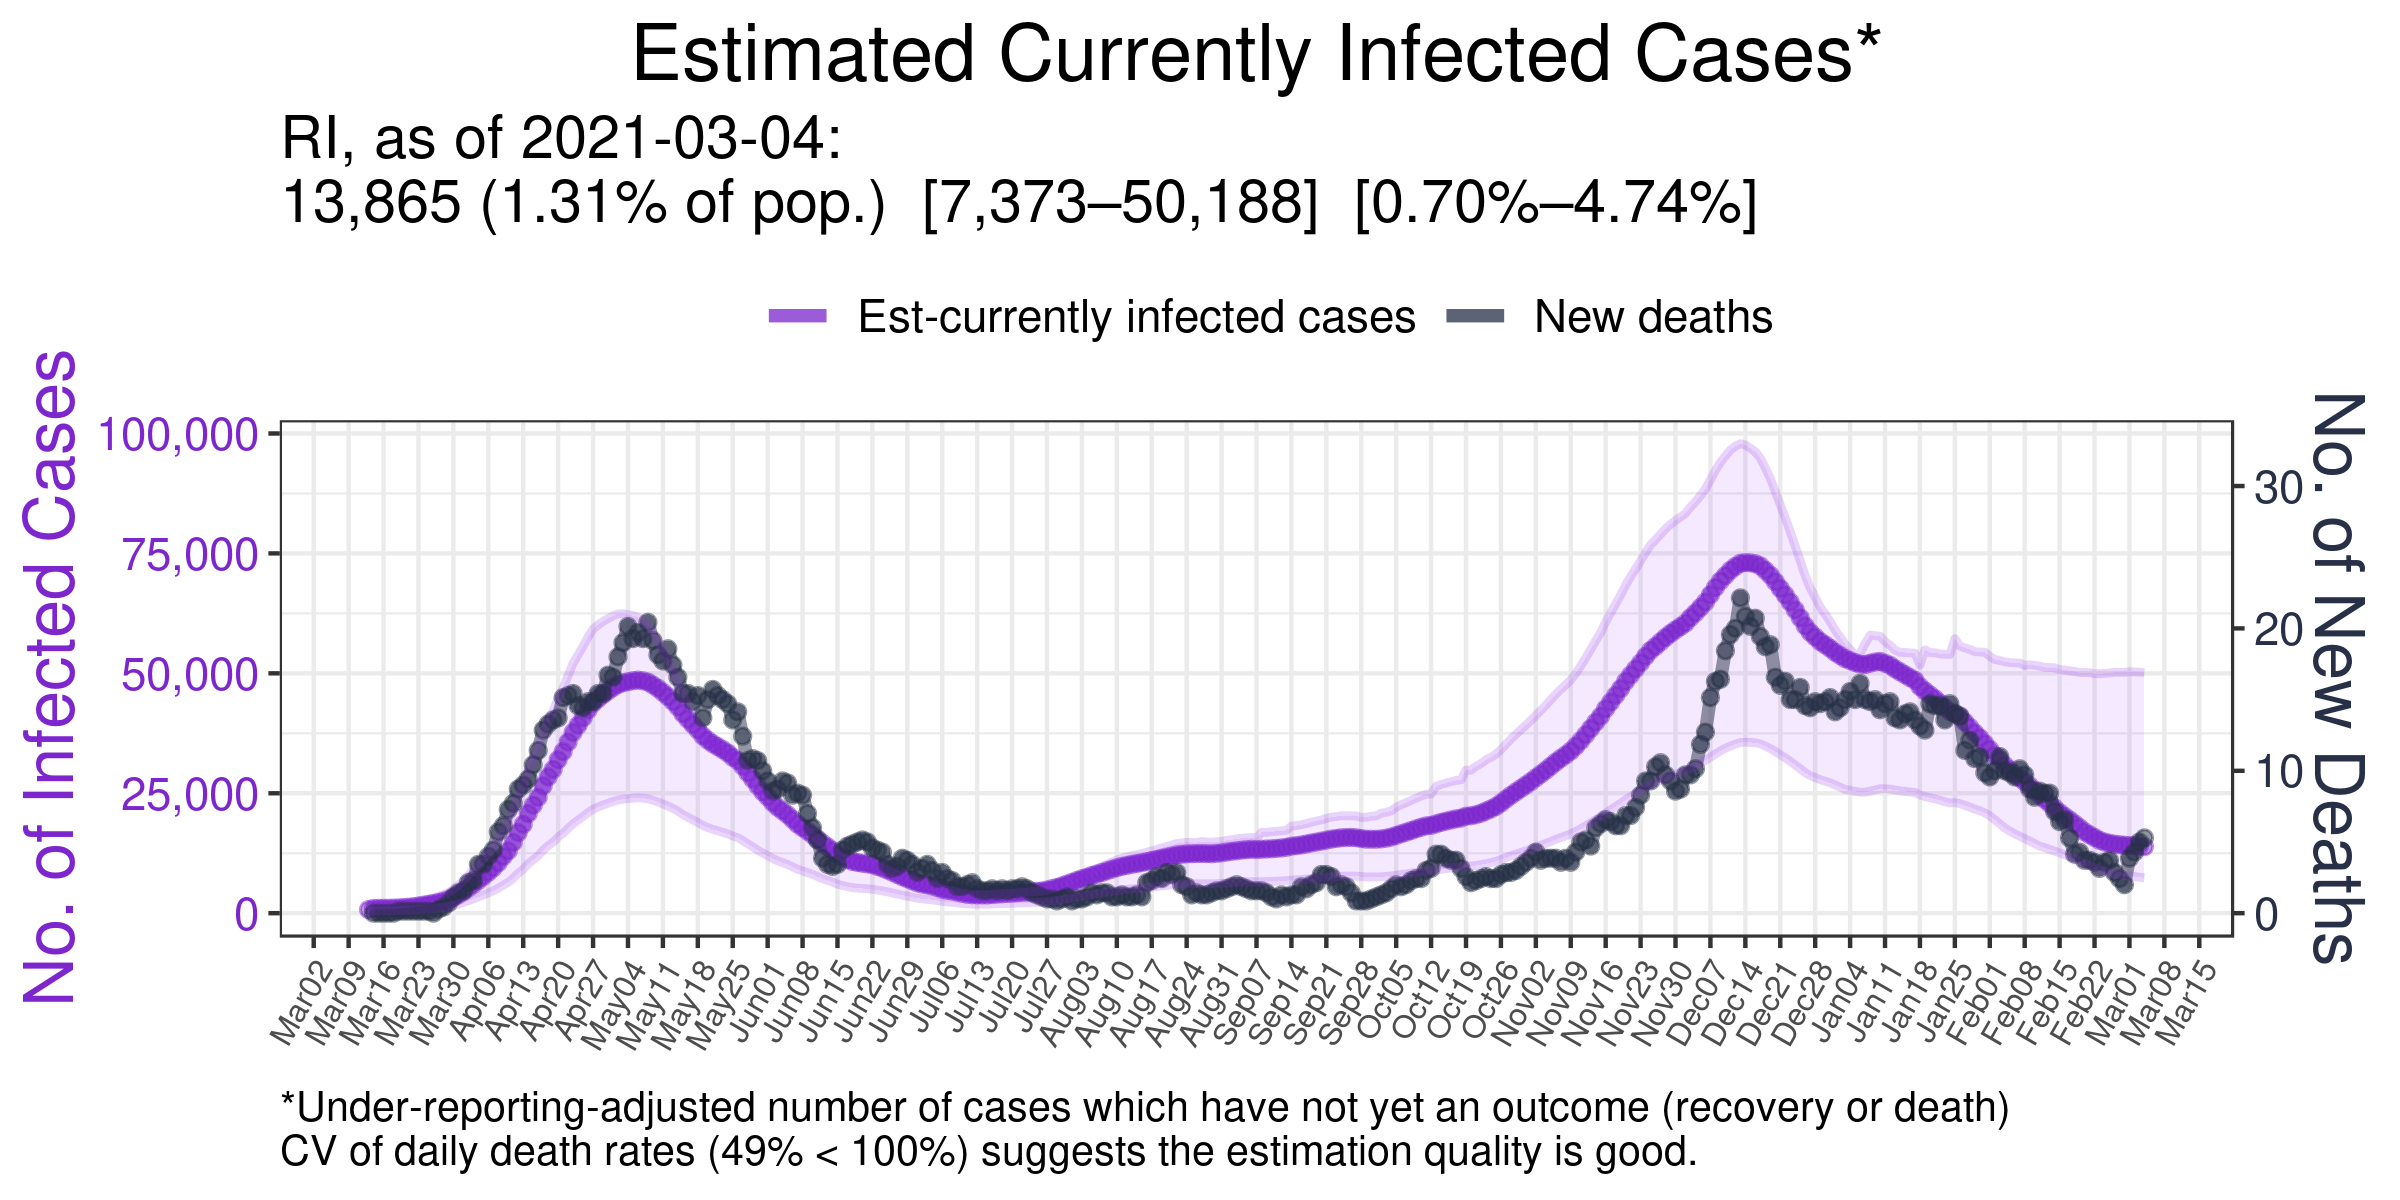 Estimated Currently Infected Cases*
RI, as of 2021-03-04:
13,865 (1.31% of pop.) [7,373–50,188] [0.70%–4.74%]
Est-currently infected cases
New deaths
No. of Infected Cases
100,000
75,000
50,000
25,000
0
No. of New Deaths
30
20
10
0
Mar02
Mar09
Mar16
Mar23
Mar30
Apr06
Apr13
Apr20
Apr27
May04
May11
May18
May25
Jun01
Jun08
Jun15
Jun22
Jun29
Jul06
Jul13
Jul20
Jul27
Aug03
Aug10
Aug17
Aug24
Aug31
Sep07
Sep14
Sep21
Sep28
Oct05
Oct12
Oct19
Oct26
Nov02
Nov09
Nov16
Nov23
Nov30
Dec07
Dec14
Dec21
Dec28
Jan04
Jan11
Jan18
Jan25
Feb01
Feb08
Feb15
Feb22
Mar01
Mar08
Mar15
*Under-reporting-adjusted number of cases which have not yet an outcome (recovery or death)
CV of daily death rates (49% < 100%) suggests the estimation quality is good.